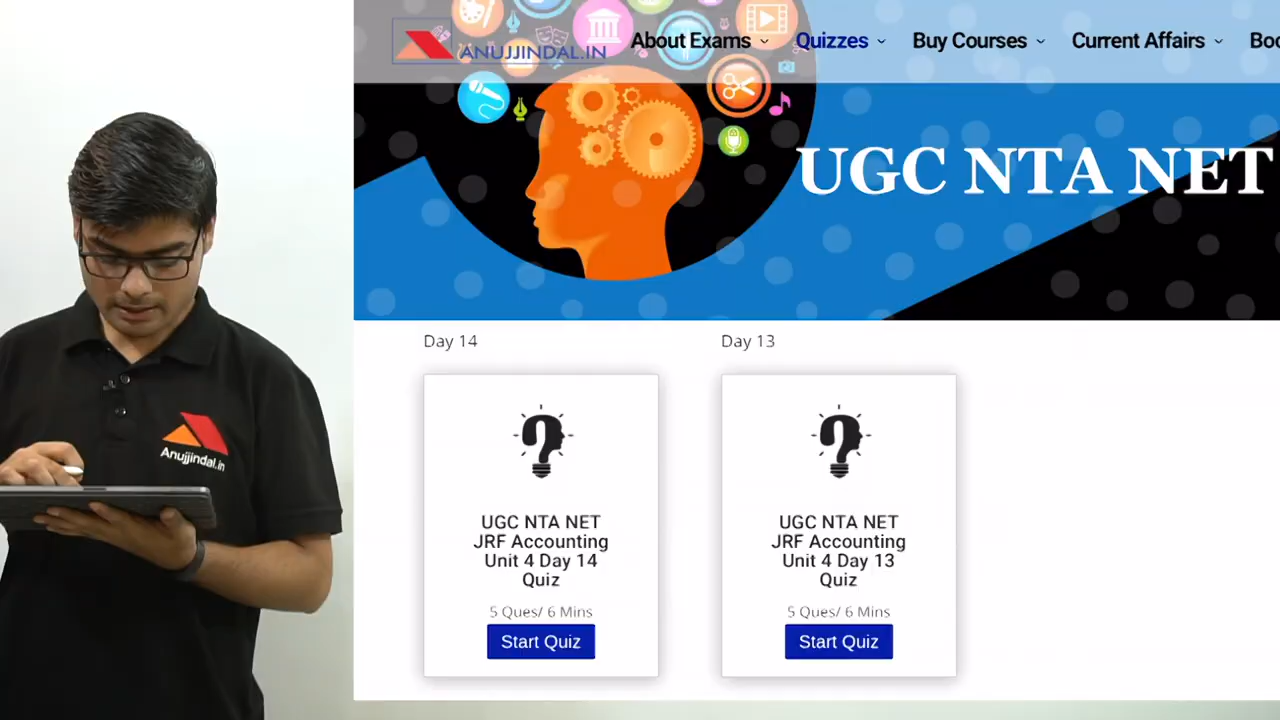 ANUJJINDAL.IN
About Exams
Quizzes
Buy Courses
Current Affairs
UGC NTA NET
Day 14
Day 13
UGC NTA NET
JRF Accounting
Unit 4 Day 14
Quiz
5 Ques/ 6 Mins
Start Quiz
UGC NTA NET
JRF Accounting
Unit 4 Day 13
Quiz
5 Ques/ 6 Mins
Start Quiz
Anujjindal.in